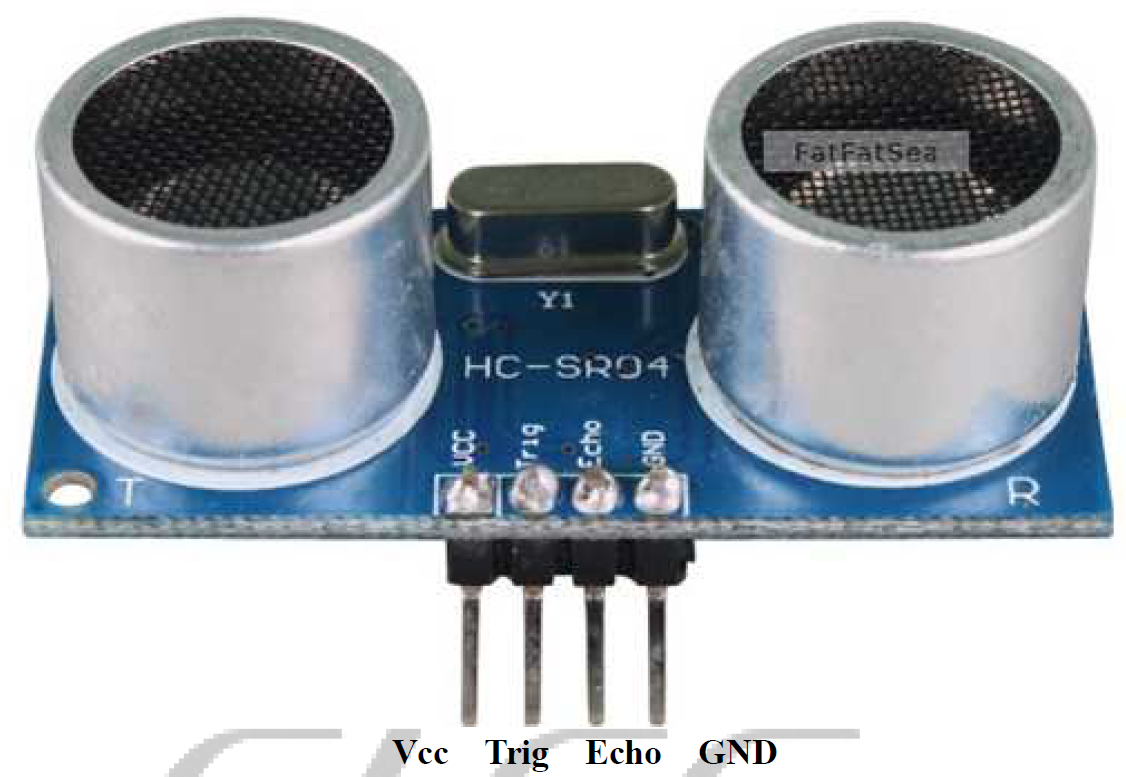 FatFatSea
Y1
HC-SR04
VCC Trig Echo GND
T R
Vcc Trig Echo GND